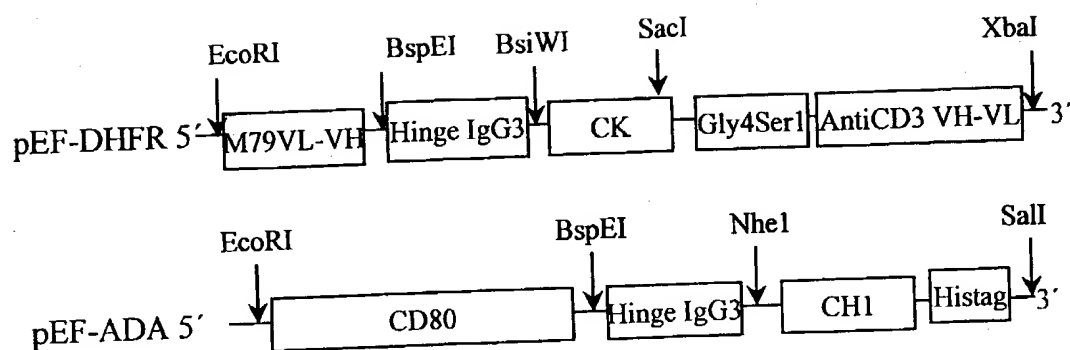 EcoRI BspEI BsiWI SacI XbaI
pEF-DHFR 5´ M79VL-VH Hinge IgG3 CK Gly4Ser1 AntiCD3 VH-VL 3´
EcoRI BspEI Nhe1 SalI
pEF-ADA 5´ CD80 Hinge IgG3 CH1 Histag 3´